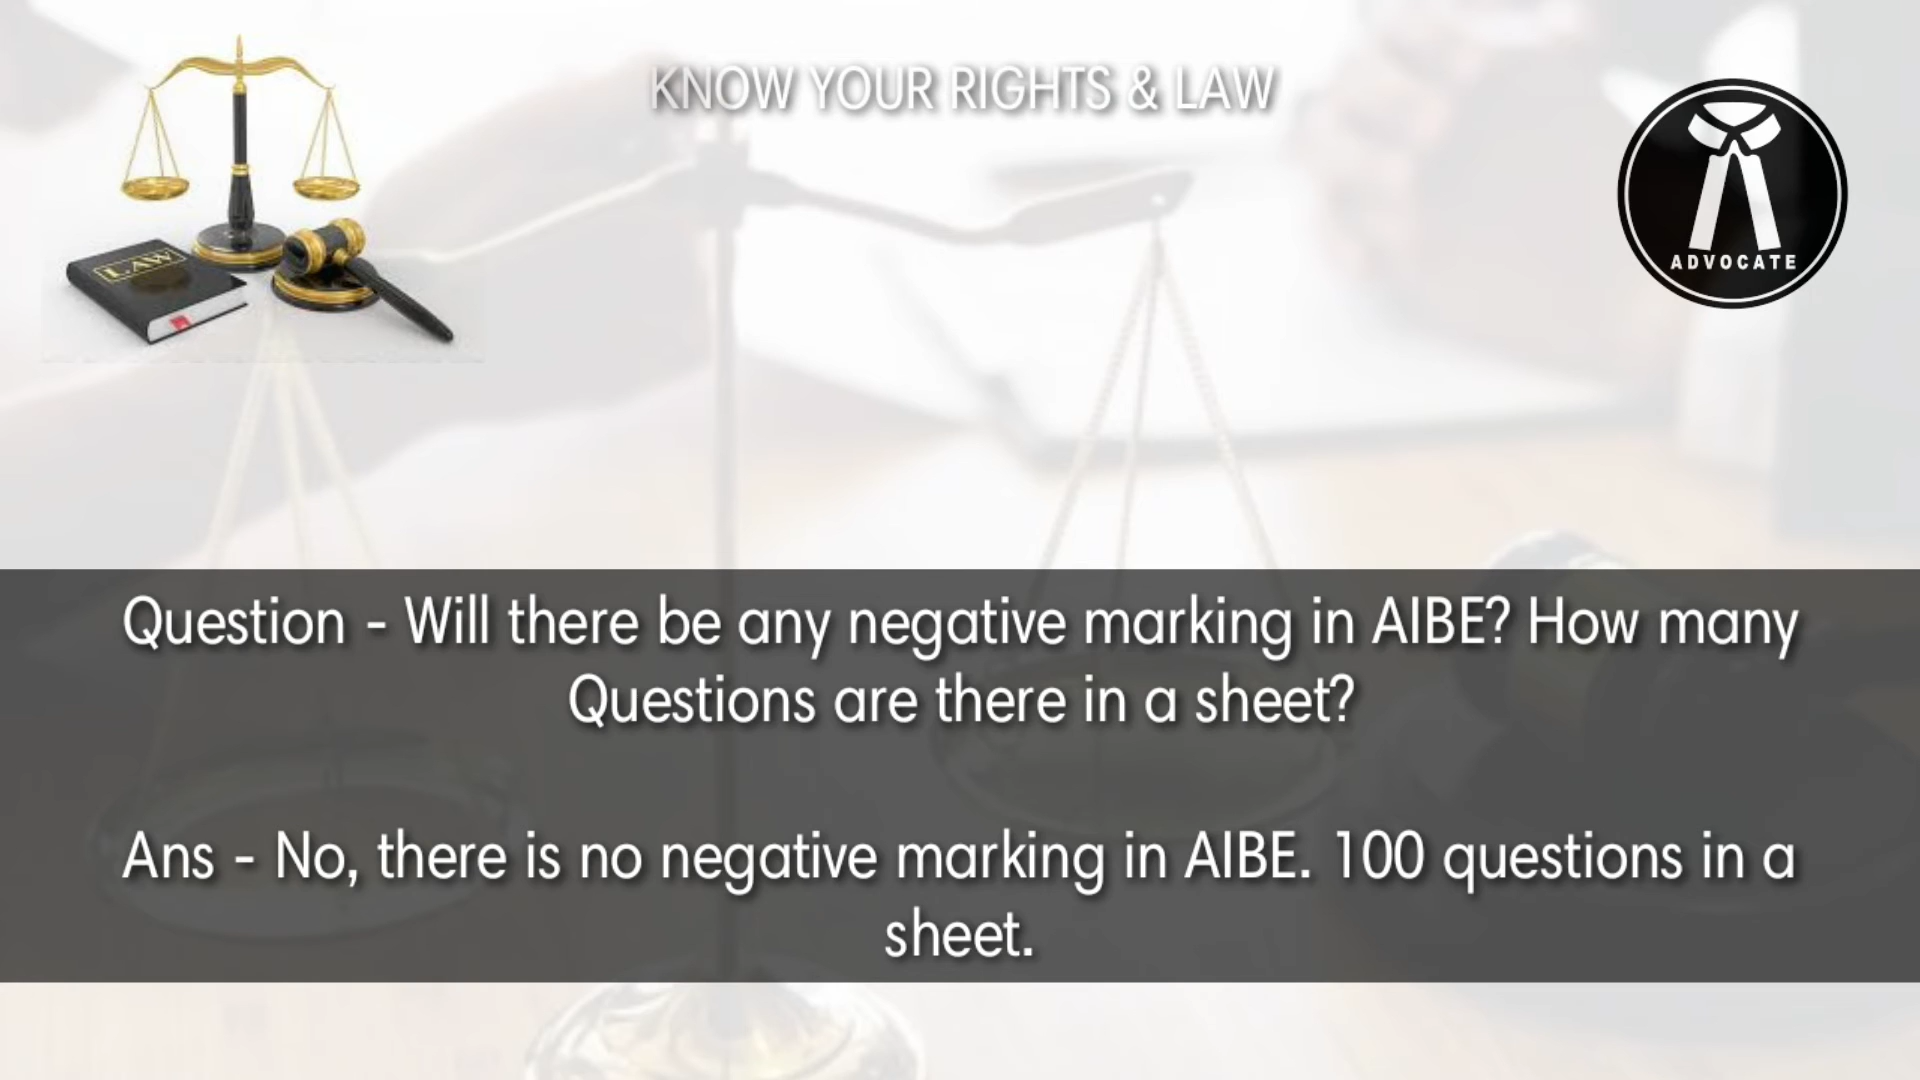 KNOW YOUR RIGHTS & LAW
LAW
ADVOCATE
Question - Will there be any negative marking in AIBE? How many
Questions are there in a sheet?
Ans - No, there is no negative marking in AIBE. 100 questions in a
sheet.